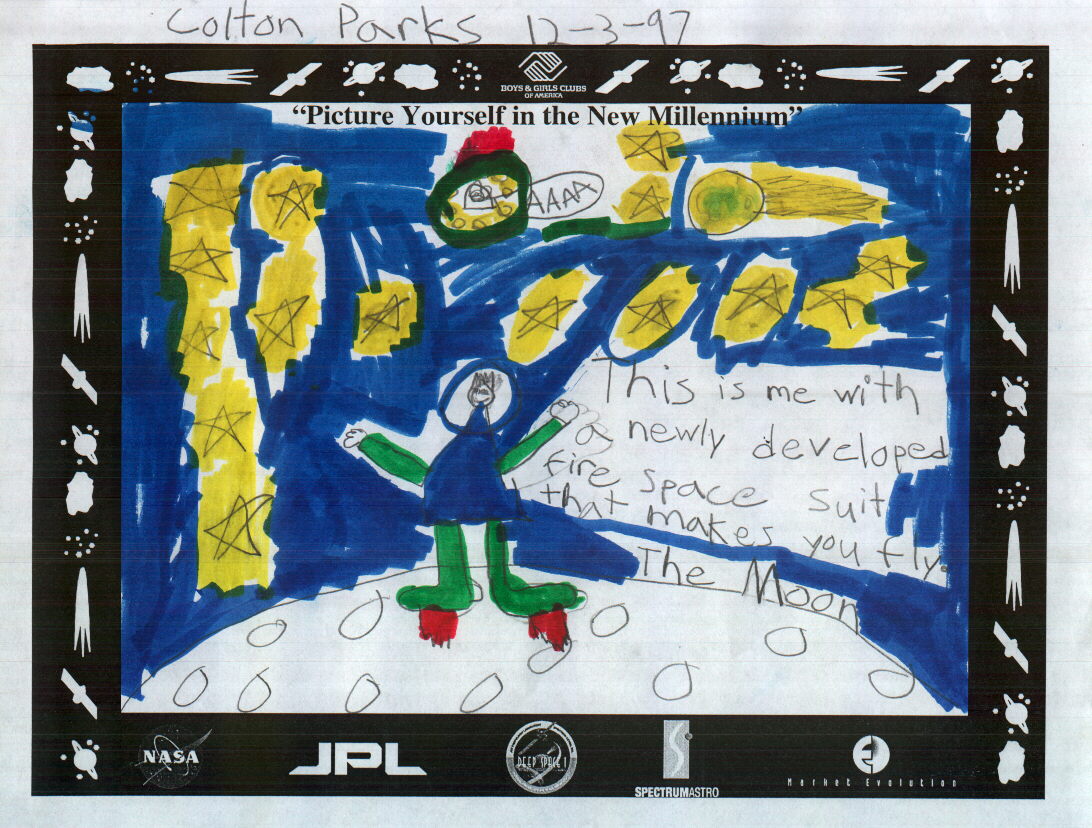 Colton Parks 12-3-97
BOYS & GIRLS CLUBS
OF AMERICA
"Picture Yourself in the New Millennium"
AAAA
This is me with
a newly developed
fire space suit
that makes you fly.
The Moon
NASA
JPL
DEEP SPACE 1
SPECTRUMASTRO
Market Evolution